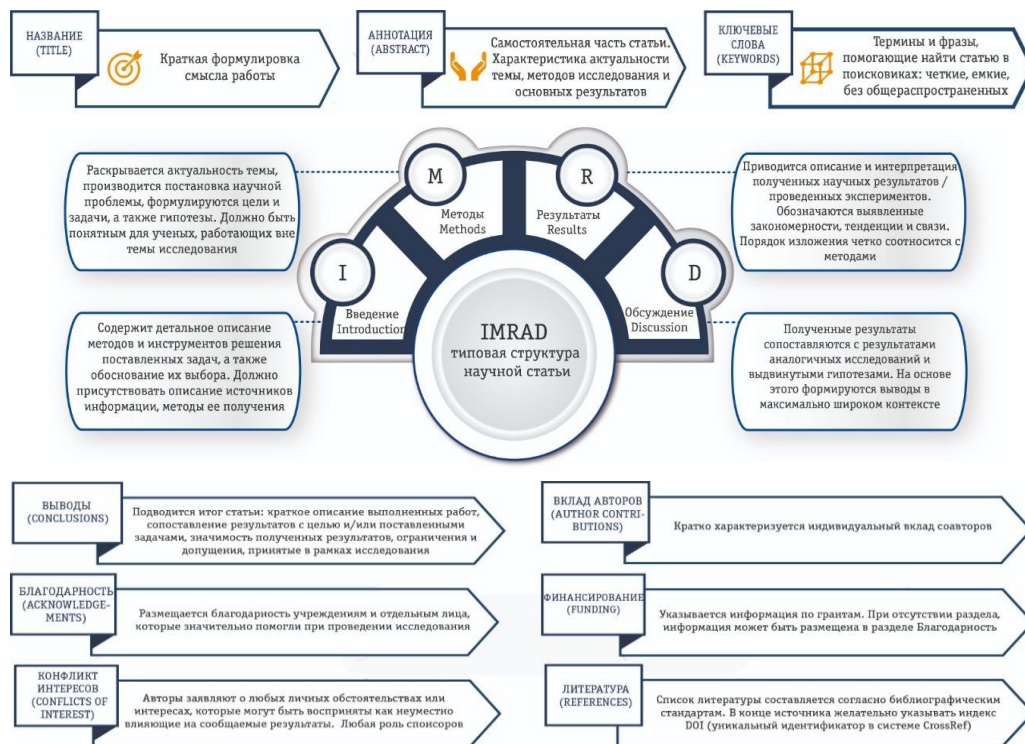 НАЗВАНИЕ
(TITLE)
Краткая формулировка
смысла работы
АННОТАЦИЯ
(ABSTRACT)
Самостоятельная часть статьи.
Характеристика актуальности
темы, методов исследования и
основных результатов
КЛЮЧЕВЫЕ
СЛОВА
(KEYWORDS)
Термины и фразы,
помогающие найти статью в
поисковиках: четкие, емкие,
без общераспространенных
Раскрывается актуальность темы,
производится постановка научной
проблемы, формулируются цели и
задачи, а также гипотезы. Должно быть
понятным для ученых, работающих вне
темы исследования
M
Методы
Methods
R
Результаты
Results
Приводится описание и интерпретация
полученных научных результатов /
проведенных экспериментов.
Обозначаются выявленные
закономерности, тенденции и связи.
Порядок изложения четко соотносится с
методами
I
Введение
Introduction
D
Обсуждение
Discussion
IMRAD
типовая структура
научной статьи
Содержит детальное описание
методов и инструментов решения
поставленных задач, а также
обоснование их выбора. Должно
присутствовать описание источников
информации, методы ее получения
Полученные результаты
сопоставляются с результатами
аналогичных исследований и
выдвинутыми гипотезами. На основе
этого формируются выводы в
максимально широком контексте
ВЫВОДЫ
(CONCLUSIONS)
Подводится итог статьи: краткое описание выполненных работ,
сопоставление результатов с целью и/или поставленными
задачами, значимость полученных результатов, ограничения и
допущения, принятые в рамках исследования
ВКЛАД АВТОРОВ
(AUTHOR CONTRI-
BUTIONS)
Кратко характеризуется индивидуальный вклад соавторов
БЛАГОДАРНОСТЬ
(ACKNOWLEDGE-
MENTS)
Размещается благодарность учреждениям и отдельным лица,
которые значительно помогли при проведении исследования
ФИНАНСИРОВАНИЕ
(FUNDING)
Указывается информация по грантам. При отсутствии раздела,
информация может быть размещена в разделе Благодарность
КОНФЛИКТ
ИНТЕРЕСОВ
(CONFLICTS OF
INTEREST)
Авторы заявляют о любых личных обстоятельствах или
интересах, которые могут быть восприняты как неуместно
влияющие на сообщаемые результаты. Любая роль спонсоров
ЛИТЕРАТУРА
(REFERENCES)
Список литературы составляется согласно библиографическим
стандартам. В конце источника желательно указывать индекс
DOI (уникальный идентификатор в системе CrossRef)